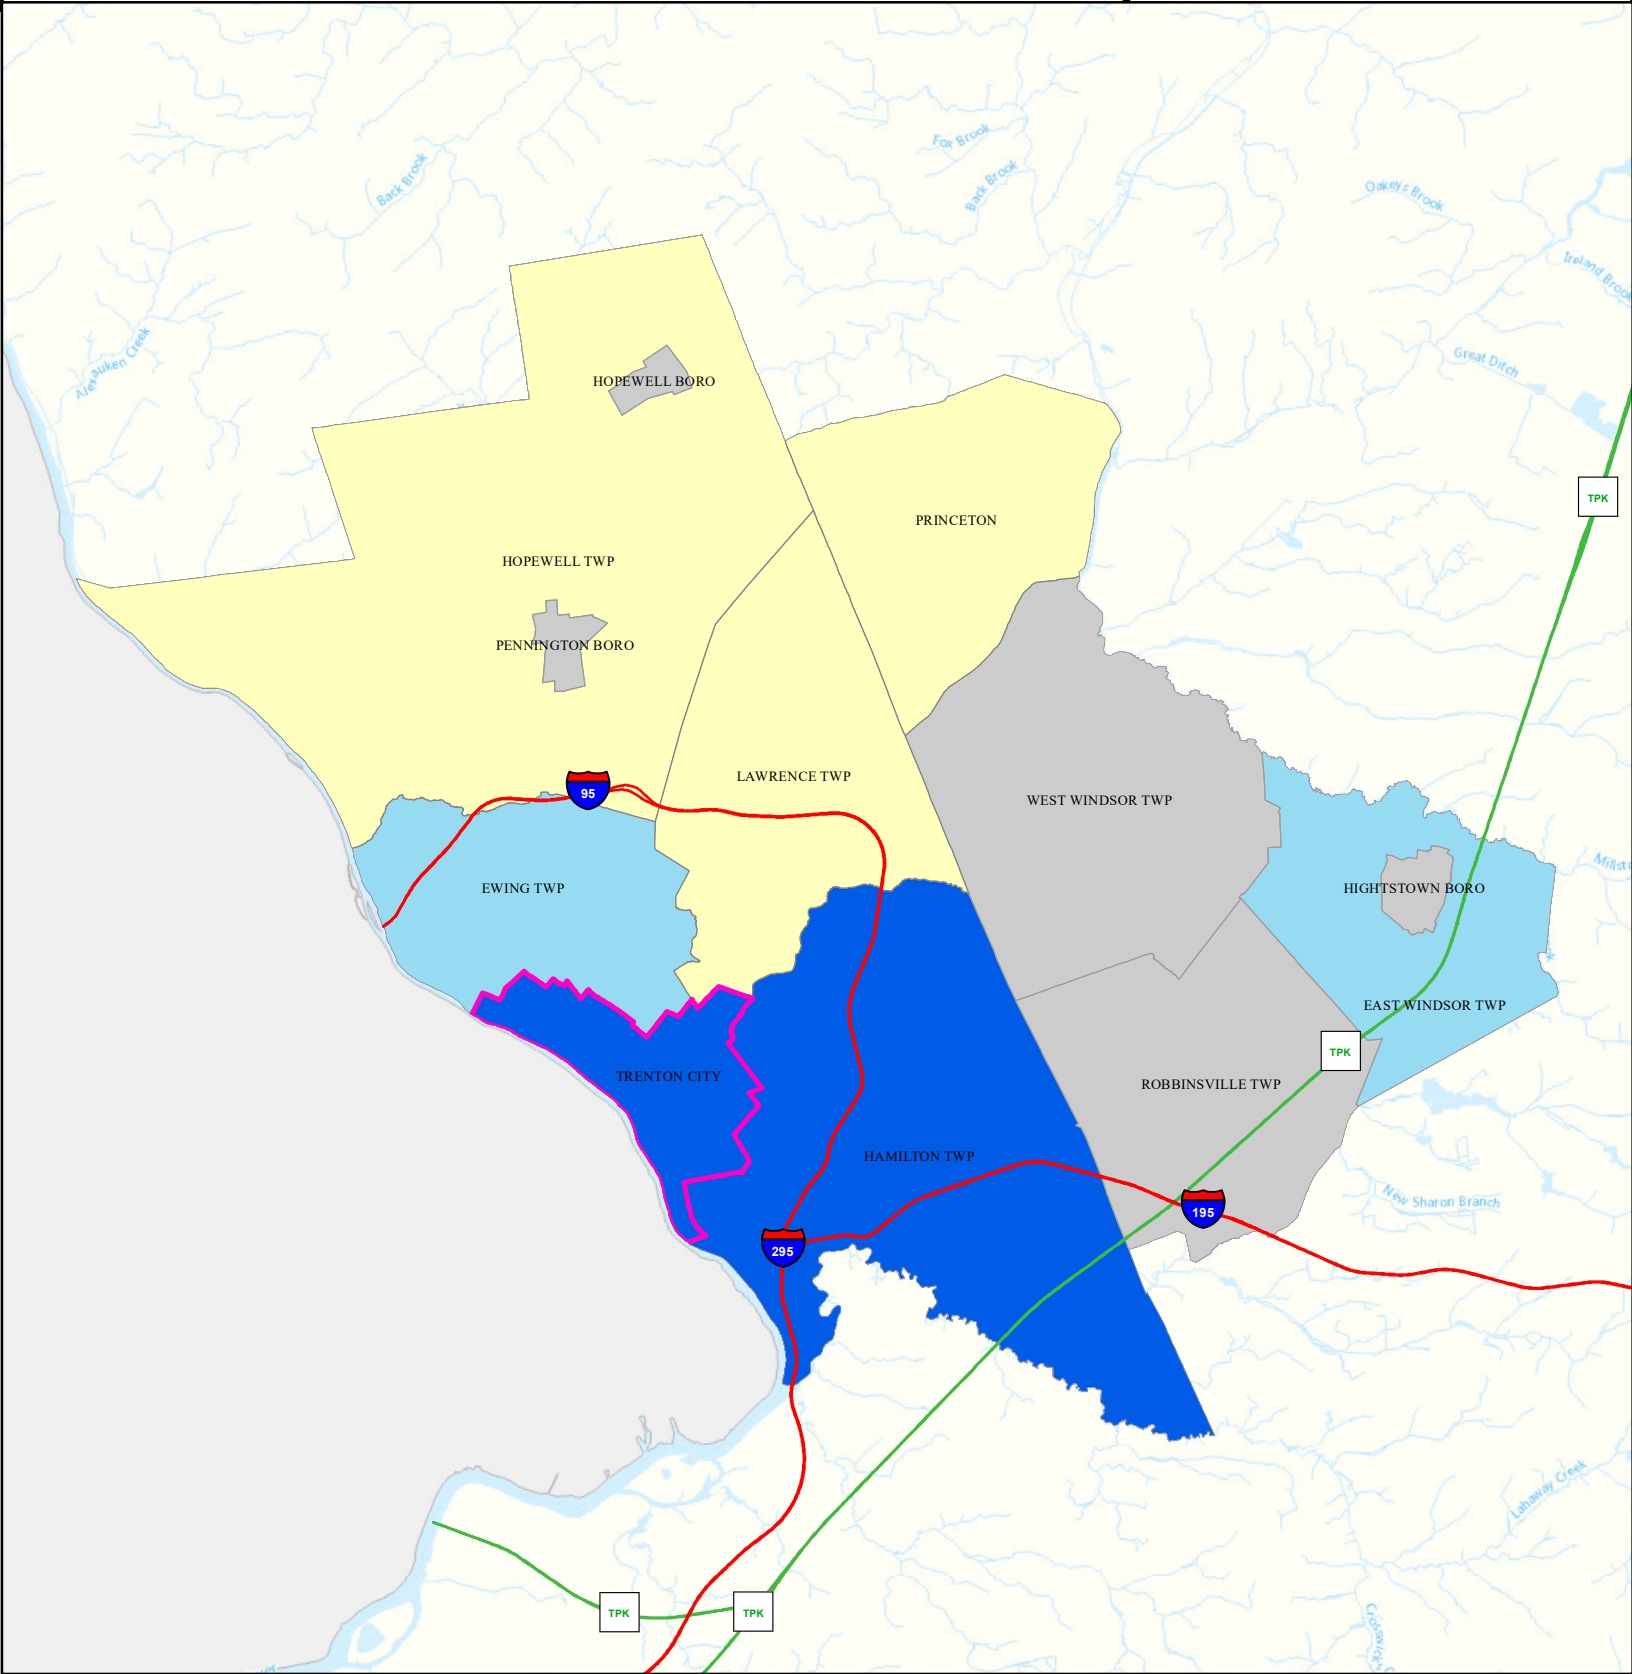 Fox Brook
Back Brook
Back Brook
Oakeys Brook
Ireland Brook
Alexauken Creek
Great Ditch
HOPEWELL BORO
TPK
PRINCETON
HOPEWELL TWP
PENNINGTON BORO
LAWRENCE TWP
95
WEST WINDSOR TWP
EWING TWP
HIGHTSTOWN BORO
Millst
EAST WINDSOR TWP
TPK
TRENTON CITY
ROBBINSVILLE TWP
HAMILTON TWP
New Sharon Branch
195
295
Lahaway Creek
TPK
TPK
Crosswick